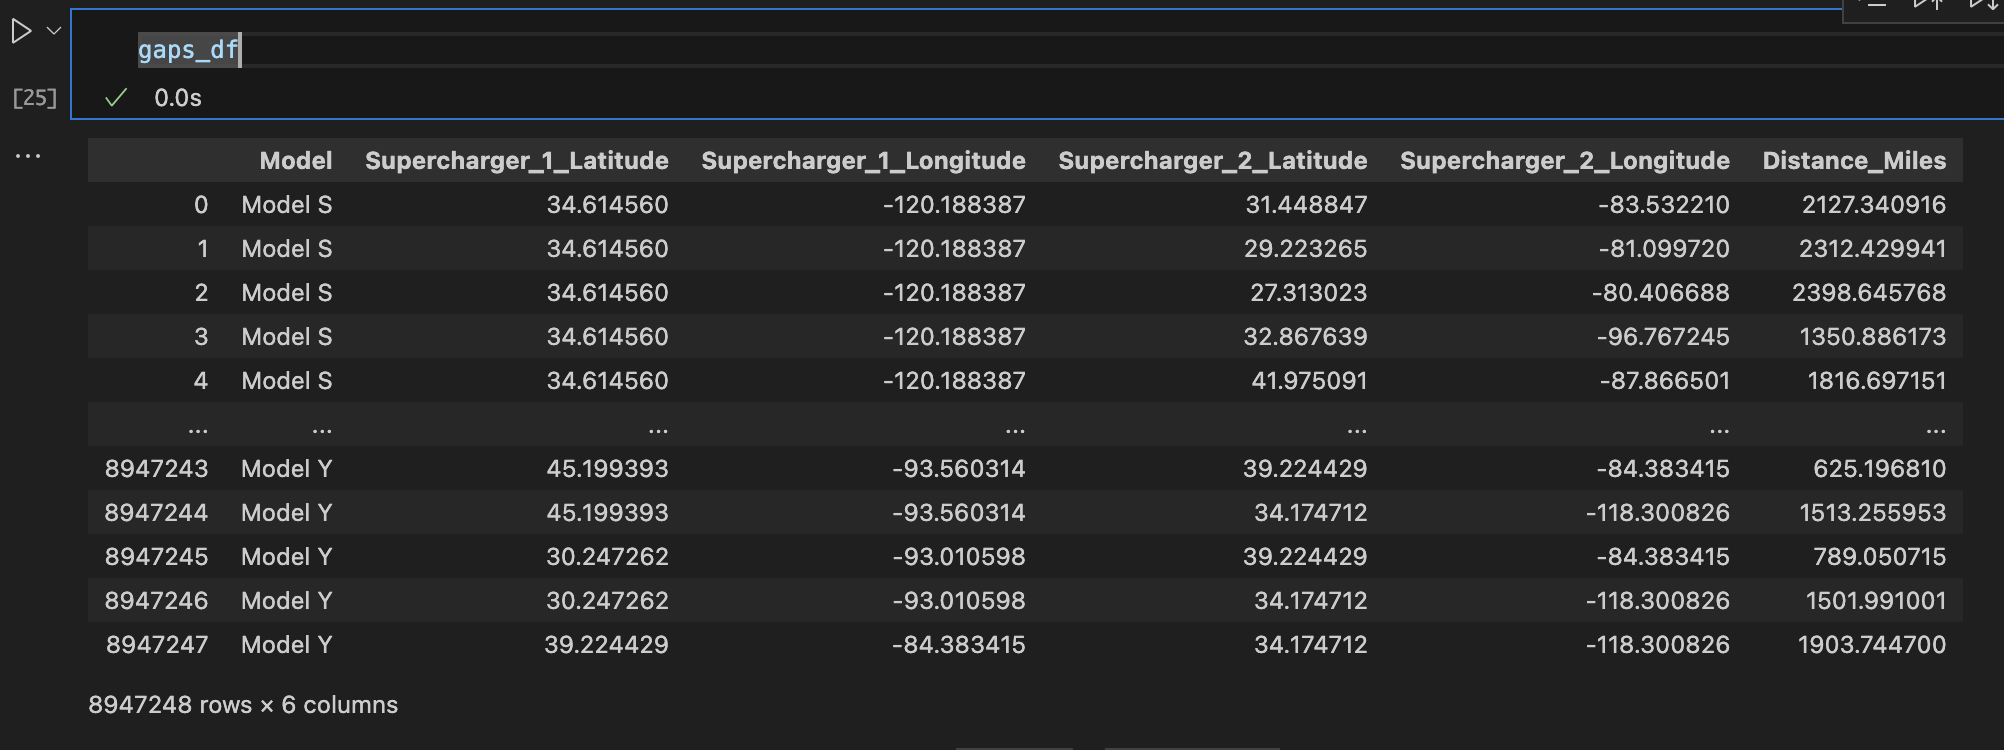 gaps_df
[25] 0.0s
...
Model Supercharger_1_Latitude Supercharger_1_Longitude Supercharger_2_Latitude Supercharger_2_Longitude Distance_Miles
0 Model S 34.614560 -120.188387 31.448847 -83.532210 2127.340916
1 Model S 34.614560 -120.188387 29.223265 -81.099720 2312.429941
2 Model S 34.614560 -120.188387 27.313023 -80.406688 2398.645768
3 Model S 34.614560 -120.188387 32.867639 -96.767245 1350.886173
4 Model S 34.614560 -120.188387 41.975091 -87.866501 1816.697151
... ... ... ... ... ... ...
8947243 Model Y 45.199393 -93.560314 39.224429 -84.383415 625.196810
8947244 Model Y 45.199393 -93.560314 34.174712 -118.300826 1513.255953
8947245 Model Y 30.247262 -93.010598 39.224429 -84.383415 789.050715
8947246 Model Y 30.247262 -93.010598 34.174712 -118.300826 1501.991001
8947247 Model Y 39.224429 -84.383415 34.174712 -118.300826 1903.744700
8947248 rows × 6 columns